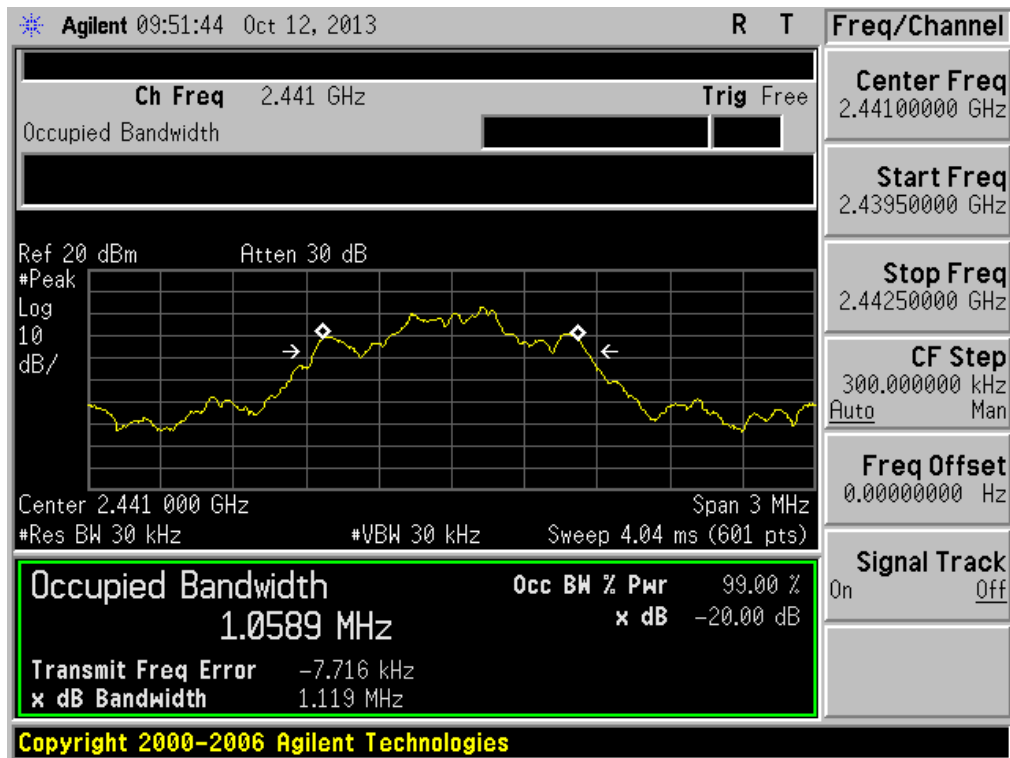 Agilent 09:51:44 Oct 12, 2013 R T
Ch Freq 2.441 GHz Trig Free
Occupied Bandwidth
Ref 20 dBm Atten 30 dB
#Peak
Log
10
dB/
Center 2.441 000 GHz Span 3 MHz
#Res BW 30 kHz #VBW 30 kHz Sweep 4.04 ms (601 pts)
Occupied Bandwidth Occ BW % Pwr 99.00 %
1.0589 MHz x dB -20.00 dB
Transmit Freq Error -7.716 kHz
x dB Bandwidth 1.119 MHz
Copyright 2000-2006 Agilent Technologies
Freq/Channel
Center Freq
2.44100000 GHz
Start Freq
2.43950000 GHz
Stop Freq
2.44250000 GHz
CF Step
300.000000 kHz
Auto Man
Freq Offset
0.00000000 Hz
Signal Track
On Off